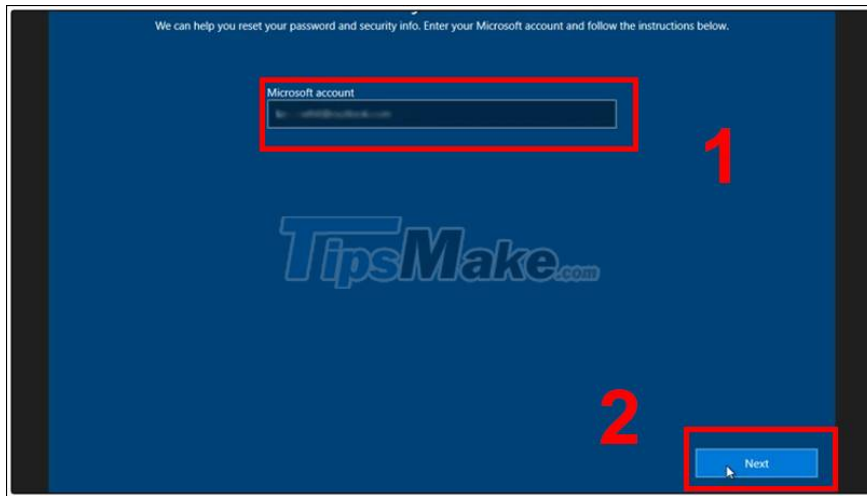 We can help you reset your password and security info. Enter your Microsoft account and follow the instructions below.
Microsoft account
1
TipsMake.com
2
Next